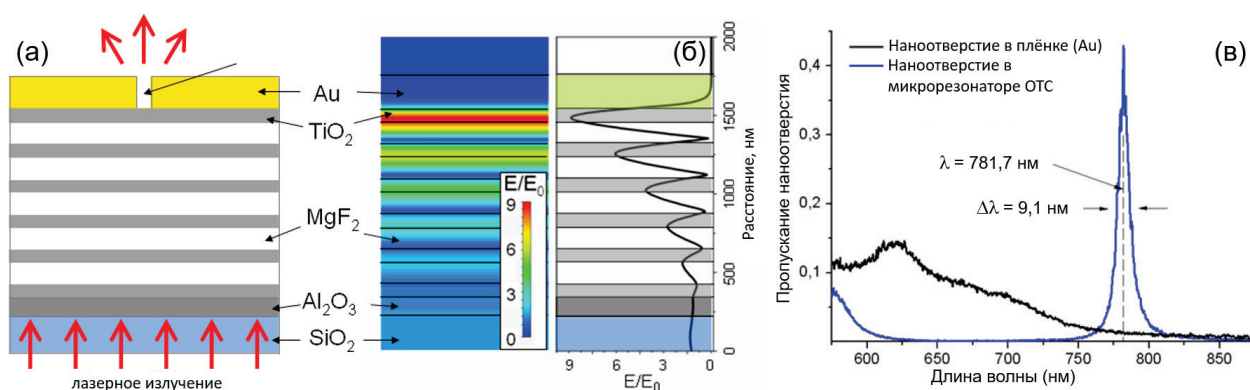 (а)
Au
TiO₂
MgF₂
Al₂O₃
SiO₂
лазерное излучение
(б)
E/E₀
9
6
3
0
2000
1500
1000
500
0
Расстояние, нм
9 6 3 0
E/E₀
(в)
Наноотверстие в плёнке (Au)
Наноотверстие в
микрорезонаторе ОТС
λ = 781,7 нм
Δλ = 9,1 нм
0,4
0,3
0,2
0,1
Пропускание наноотверстия
600 650 700 750 800 850
Длина волны (нм)